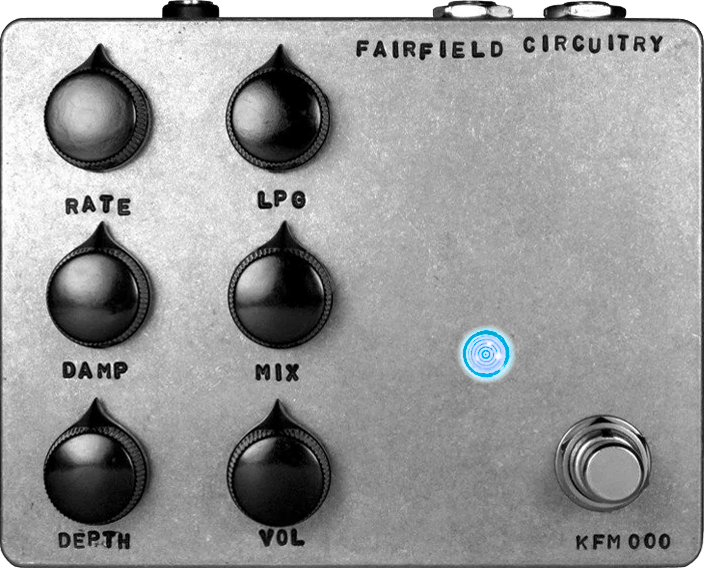 FAIRFIELD CIRCUITRY
RATE LPG
DAMP MIX
DEPTH VOL
KFM 000